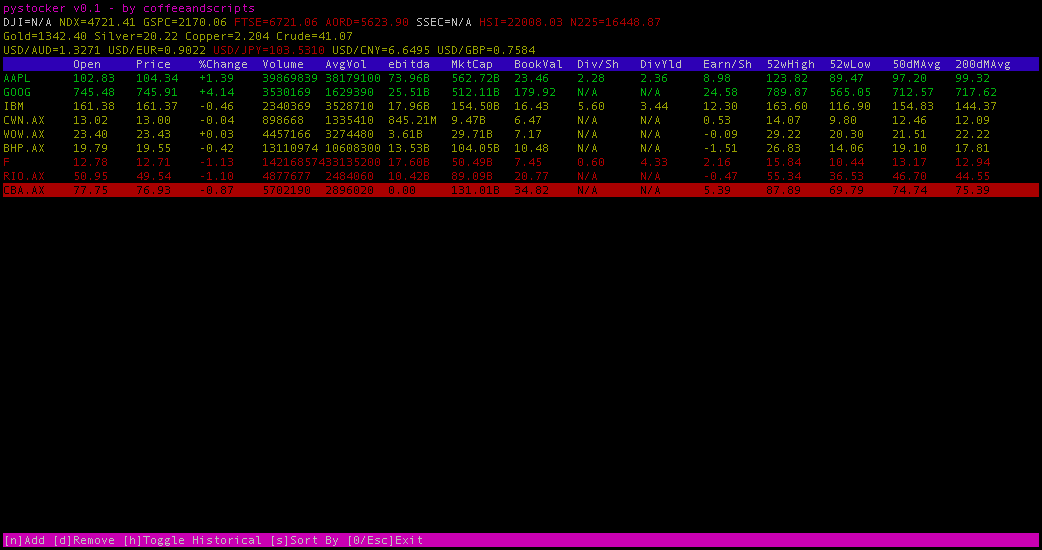 pystocker v0.1 - by coffeeandscripts
DJI=N/A NDX=4721.41 GSPC=2170.06 FTSE=6721.06 AORD=5623.90 SSEC=N/A HSI=22008.03 N225=16448.87
Gold=1342.40 Silver=20.22 Copper=2.204 Crude=41.07
USD/AUD=1.3271 USD/EUR=0.9022 USD/JPY=103.5310 USD/CNY=6.6495 USD/GBP=0.7584
Open Price %Change Volume AvgVol ebitda MktCap BookVal Div/Sh DivYld Earn/Sh 52wHigh 52wLow 50dMAvg 200dMAvg
AAPL 102.83 104.34 +1.39 39869839 38179100 73.96B 562.72B 23.46 2.28 2.36 8.98 123.82 89.47 97.20 99.32
GOOG 745.48 745.91 +4.14 3530169 1629390 25.51B 512.11B 179.92 N/A N/A 24.58 789.87 565.05 712.57 717.62
IBM 161.38 161.37 -0.46 2340369 3528710 17.96B 154.50B 16.43 5.60 3.44 12.30 163.60 116.90 154.83 144.37
CWN.AX 13.02 13.00 -0.04 898668 1335410 845.21M 9.47B 6.47 N/A N/A 0.53 14.07 9.80 12.46 12.09
WOW.AX 23.40 23.43 +0.03 4457166 3274480 3.61B 29.71B 7.17 N/A N/A -0.09 29.22 20.30 21.51 22.22
BHP.AX 19.79 19.55 -0.42 13110974 10608300 13.53B 104.05B 10.48 N/A N/A -1.51 26.83 14.06 19.10 17.81
F 12.78 12.71 -1.13 1421685743 3135200 17.60B 50.49B 7.45 0.60 4.33 2.16 15.84 10.44 13.17 12.94
RIO.AX 50.95 49.54 -1.10 4877677 2484060 10.42B 89.09B 20.77 N/A N/A -0.47 55.34 36.53 46.70 44.55
CBA.AX 77.75 76.93 -0.87 5702198 2896020 0.00 131.01B 34.82 N/A N/A 5.39 87.89 69.79 74.74 75.39
[n]Add [d]Remove [h]Toggle Historical [s]Sort By [0/Esc]Exit